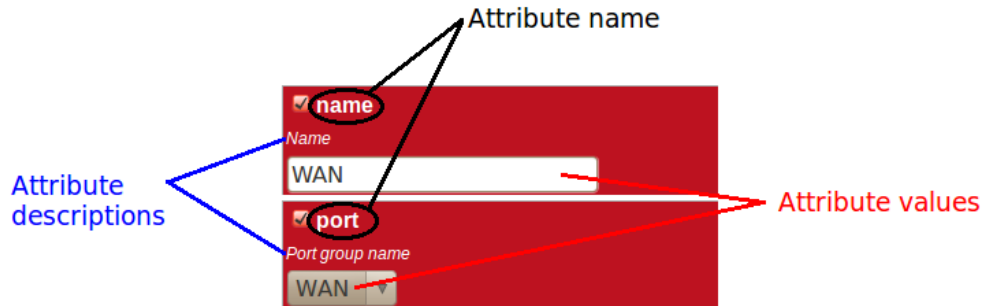 Attribute name
name
Name
WAN
Attribute
descriptions
Attribute values
port
Port group name
WAN